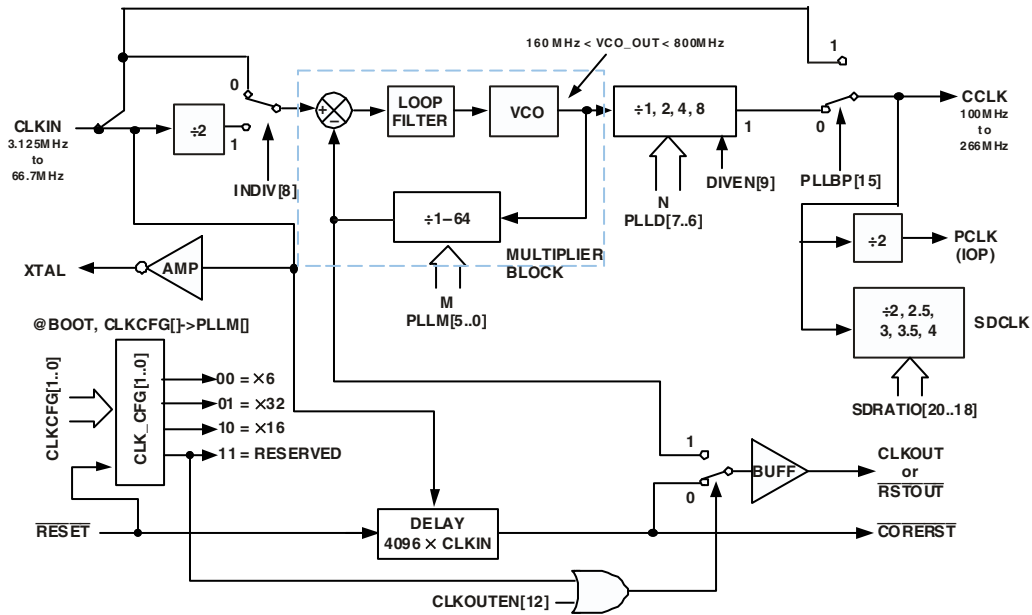 160 MHz < VCO_OUT < 800MHz
1
0
CLKIN
3.125MHz
to
66.7MHz
÷2
1
INDIV[8]
+
−
LOOP
FILTER
VCO
÷1, 2, 4, 8
1
0
CCLK
100MHz
to
266MHz
DIVEN[9]
PLLBP[15]
N
PLLD[7..6]
÷1–64
MULTIPLIER
BLOCK
M
PLLM[5..0]
÷2
PCLK
(IOP)
XTAL
AMP
÷2, 2.5,
3, 3.5, 4
SDCLK
SDRATIO[20..18]
@BOOT, CLKCFG[]->PLLM[]
CLKCFG[1..0]
CLK_CFG[1..0]
00 = ×6
01 = ×32
10 = ×16
11 = RESERVED
1
0
BUFF
CLKOUT
or
RSTOUT
RESET
DELAY
4096 × CLKIN
CORERST
CLKOUTEN[12]